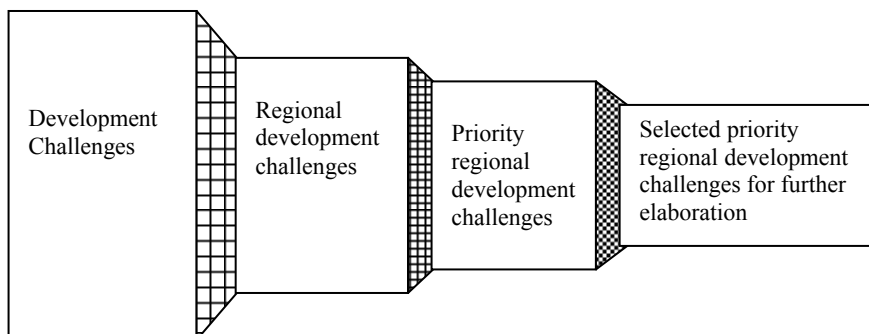 Development
Challenges
Regional
development
challenges
Priority
regional
development
challenges
Selected priority
regional development
challenges for further
elaboration